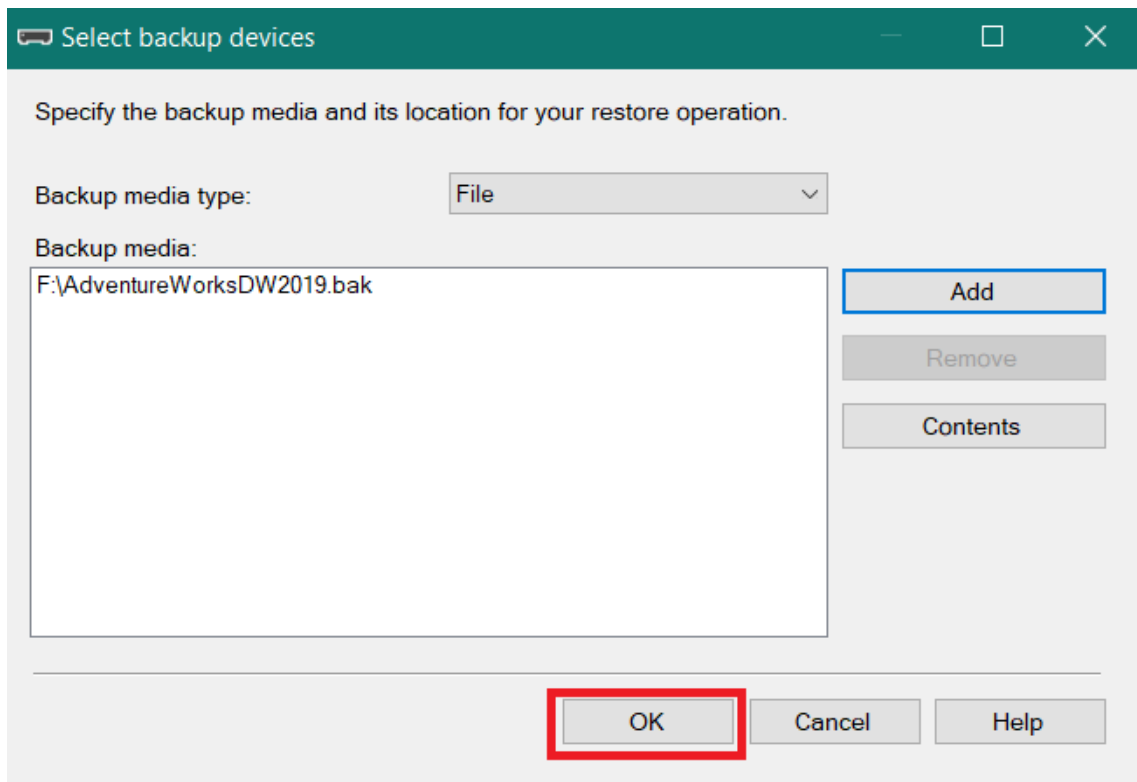 Select backup devices
Specify the backup media and its location for your restore operation.
Backup media type:
File
Backup media:
F:\AdventureWorksDW2019.bak
Add
Remove
Contents
OK
Cancel
Help